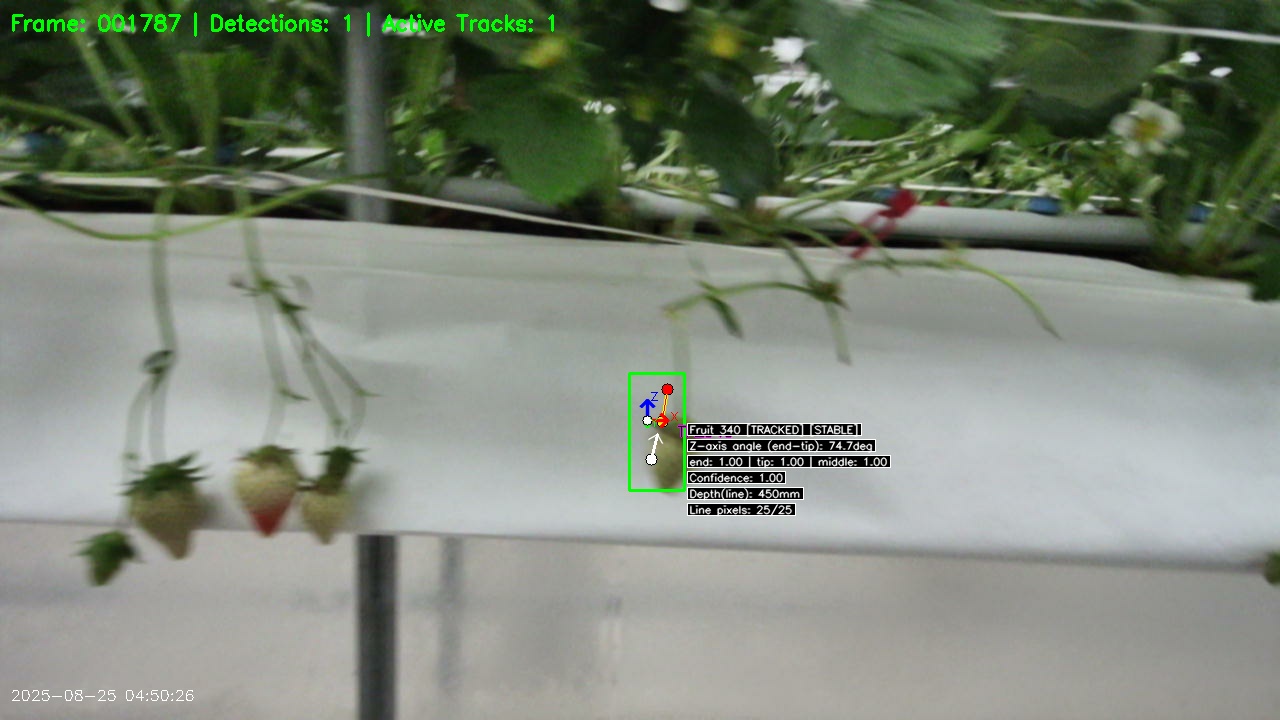 Frame: 001787 | Detections: 1 | Active Tracks: 1
Z
X
Fruit 340 [TRACKED] [STABLE]
Z-axis angle (end-tip): 74.7deg
end: 1.00 | tip: 1.00 | middle: 1.00
Confidence: 1.00
Depth(line): 450mm
Line pixels: 25/25
2025-08-25 04:50:26